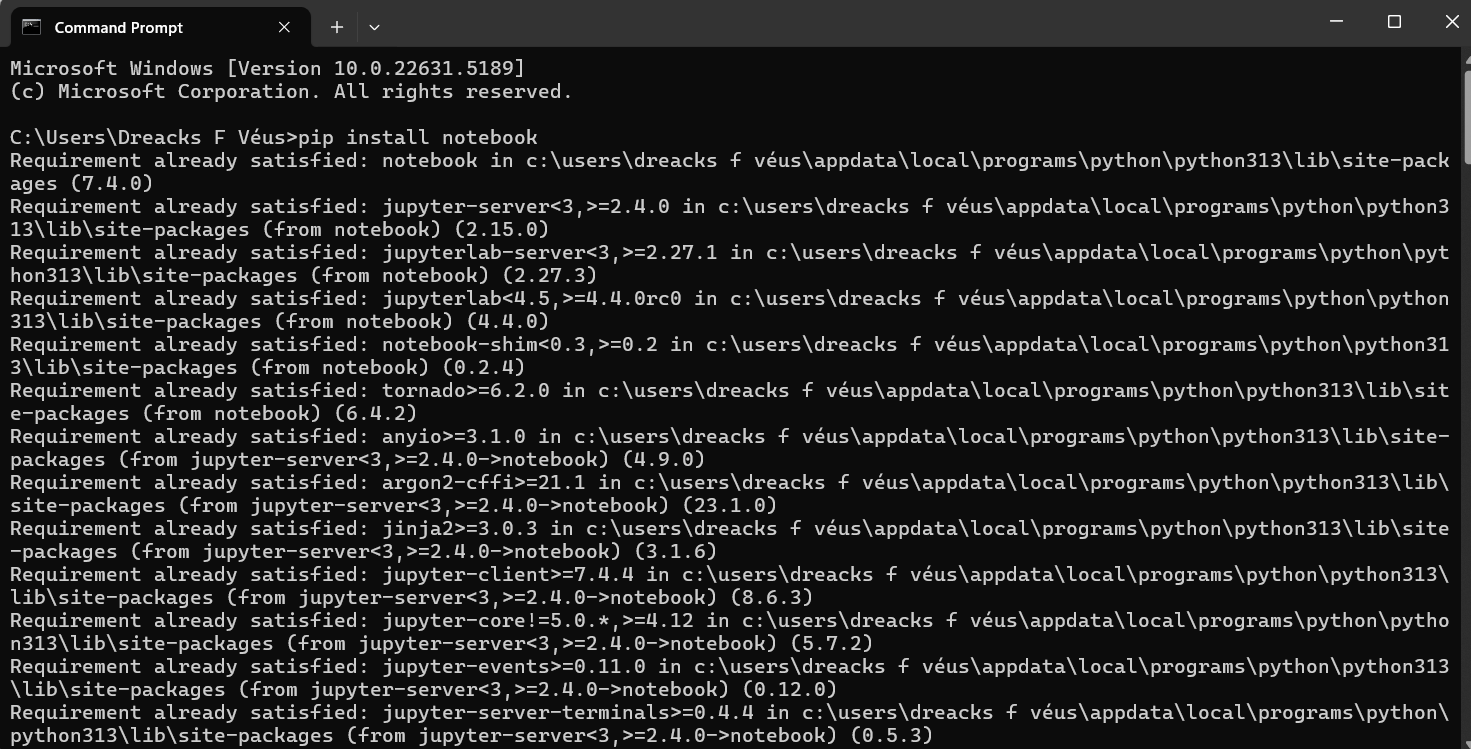 Command Prompt
Microsoft Windows [Version 10.0.22631.5189]
(c) Microsoft Corporation. All rights reserved.
C:\Users\Dreacks F Véus>pip install notebook
Requirement already satisfied: notebook in c:\users\dreacks f véus\appdata\local\programs\python\python313\lib\site-pack
ages (7.4.0)
Requirement already satisfied: jupyter-server<3,>=2.4.0 in c:\users\dreacks f véus\appdata\local\programs\python\python3
13\lib\site-packages (from notebook) (2.15.0)
Requirement already satisfied: jupyterlab-server<3,>=2.27.1 in c:\users\dreacks f véus\appdata\local\programs\python\pyt
hon313\lib\site-packages (from notebook) (2.27.3)
Requirement already satisfied: jupyterlab<4.5,>=4.4.0rc0 in c:\users\dreacks f véus\appdata\local\programs\python\python
313\lib\site-packages (from notebook) (4.4.0)
Requirement already satisfied: notebook-shim<0.3,>=0.2 in c:\users\dreacks f véus\appdata\local\programs\python\python31
3\lib\site-packages (from notebook) (0.2.4)
Requirement already satisfied: tornado>=6.2.0 in c:\users\dreacks f véus\appdata\local\programs\python\python313\lib\sit
e-packages (from notebook) (6.4.2)
Requirement already satisfied: anyio>=3.1.0 in c:\users\dreacks f véus\appdata\local\programs\python\python313\lib\site-
packages (from jupyter-server<3,>=2.4.0->notebook) (4.9.0)
Requirement already satisfied: argon2-cffi>=21.1 in c:\users\dreacks f véus\appdata\local\programs\python\python313\lib\
site-packages (from jupyter-server<3,>=2.4.0->notebook) (23.1.0)
Requirement already satisfied: jinja2>=3.0.3 in c:\users\dreacks f véus\appdata\local\programs\python\python313\lib\site
-packages (from jupyter-server<3,>=2.4.0->notebook) (3.1.6)
Requirement already satisfied: jupyter-client>=7.4.4 in c:\users\dreacks f véus\appdata\local\programs\python\python313\
lib\site-packages (from jupyter-server<3,>=2.4.0->notebook) (8.6.3)
Requirement already satisfied: jupyter-core!=5.0.*,>=4.12 in c:\users\dreacks f véus\appdata\local\programs\python\pytho
n313\lib\site-packages (from jupyter-server<3,>=2.4.0->notebook) (5.7.2)
Requirement already satisfied: jupyter-events>=0.11.0 in c:\users\dreacks f véus\appdata\local\programs\python\python313
\lib\site-packages (from jupyter-server<3,>=2.4.0->notebook) (0.12.0)
Requirement already satisfied: jupyter-server-terminals>=0.4.4 in c:\users\dreacks f véus\appdata\local\programs\python\
python313\lib\site-packages (from jupyter-server<3,>=2.4.0->notebook) (0.5.3)